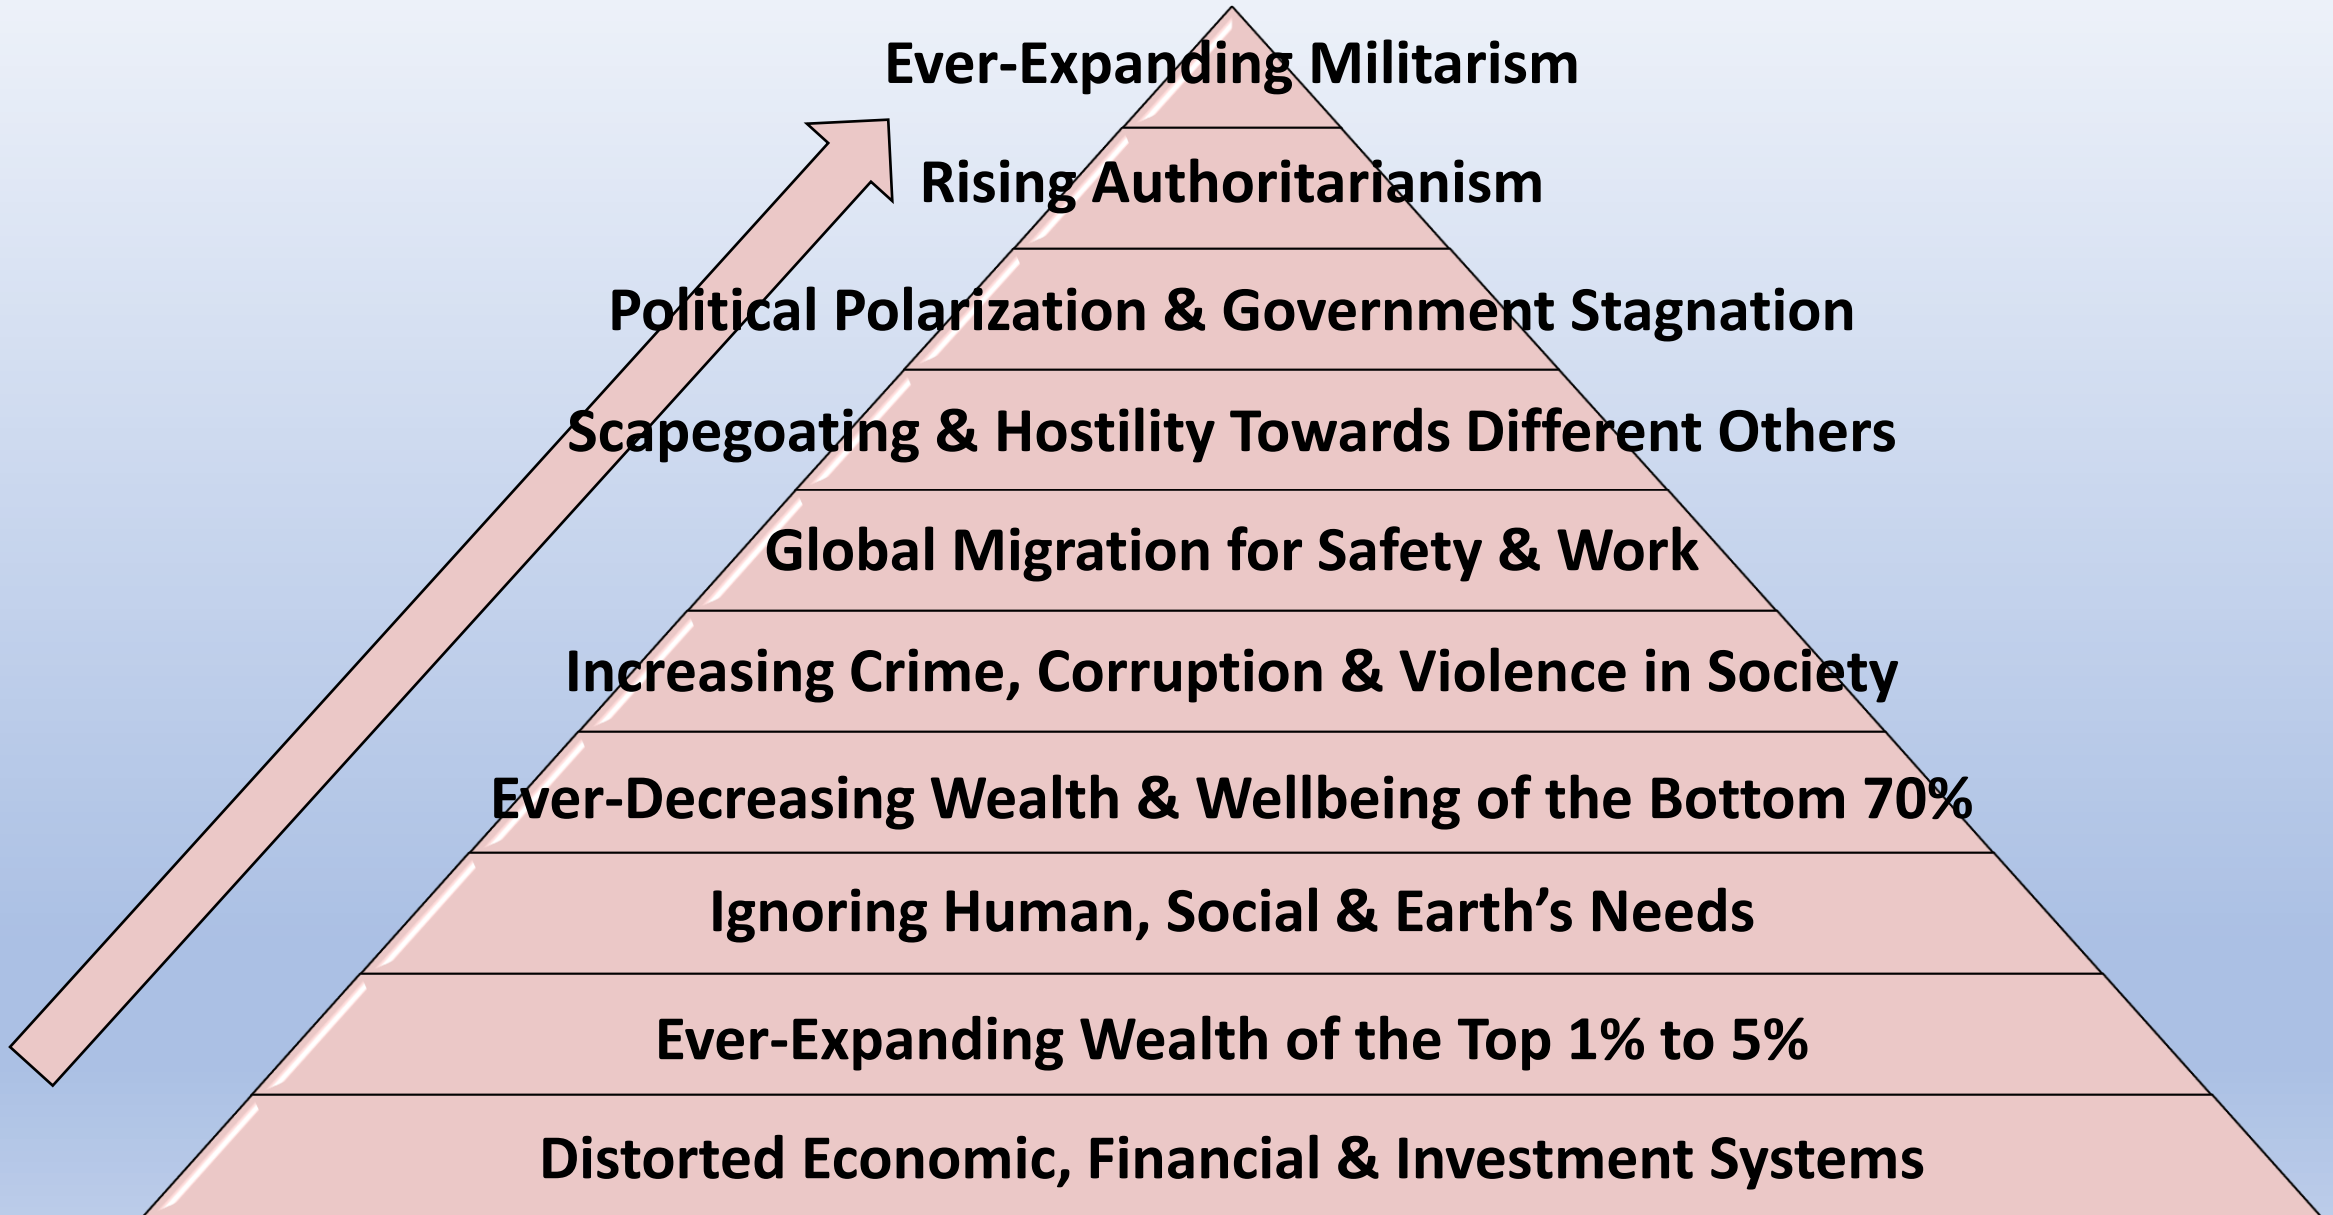 Ever-Expanding Militarism
Rising Authoritarianism
Political Polarization & Government Stagnation
Scapegoating & Hostility Towards Different Others
Global Migration for Safety & Work
Increasing Crime, Corruption & Violence in Society
Ever-Decreasing Wealth & Wellbeing of the Bottom 70%
Ignoring Human, Social & Earth’s Needs
Ever-Expanding Wealth of the Top 1% to 5%
Distorted Economic, Financial & Investment Systems